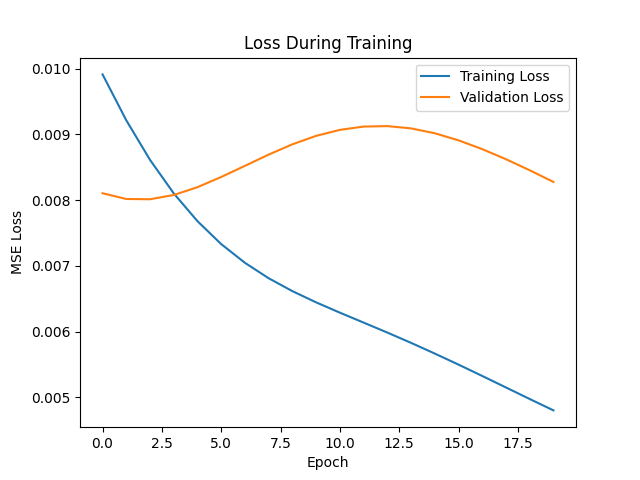 Loss During Training
Training Loss
Validation Loss
0.010
0.009
0.008
0.007
0.006
0.005
MSE Loss
0.0 2.5 5.0 7.5 10.0 12.5 15.0 17.5
Epoch